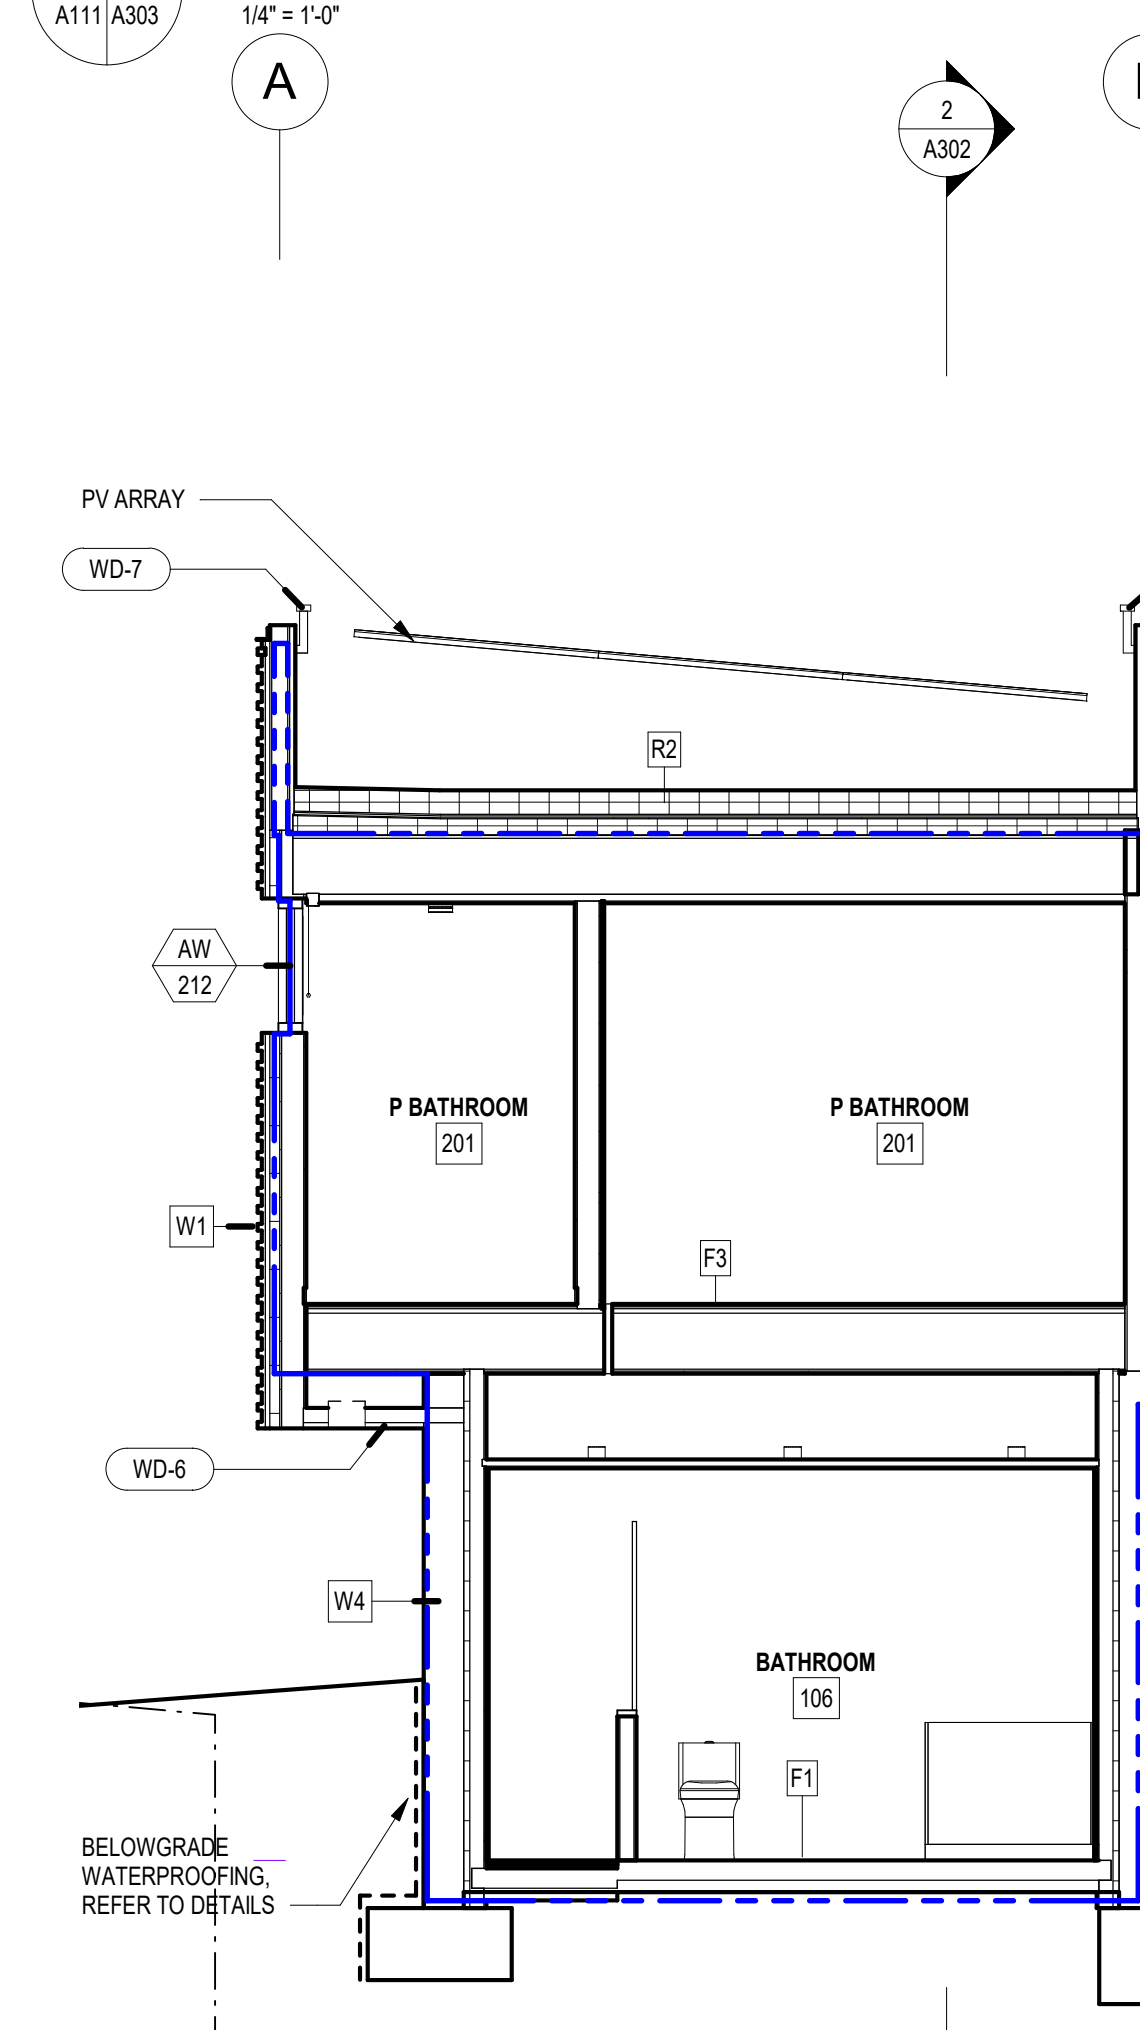 A111 A303
1/4" = 1'-0"
A
2
A302
PV ARRAY
WD-7
R2
AW
212
P BATHROOM
201
P BATHROOM
201
W1
F3
WD-6
W4
BATHROOM
106
F1
BELOWGRADE
WATERPROOFING,
REFER TO DETAILS